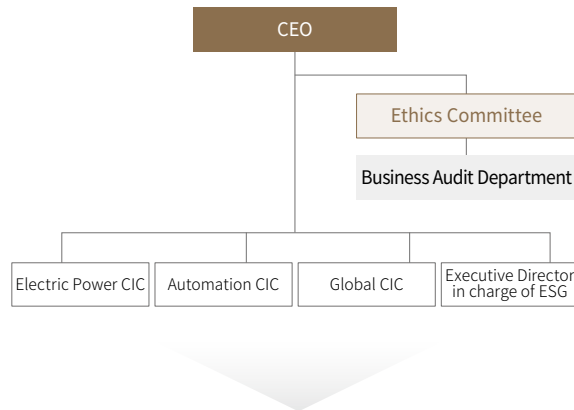 CEO
Ethics Committee
Business Audit Department
Electric Power CIC
Automation CIC
Global CIC
Executive Director
in charge of ESG